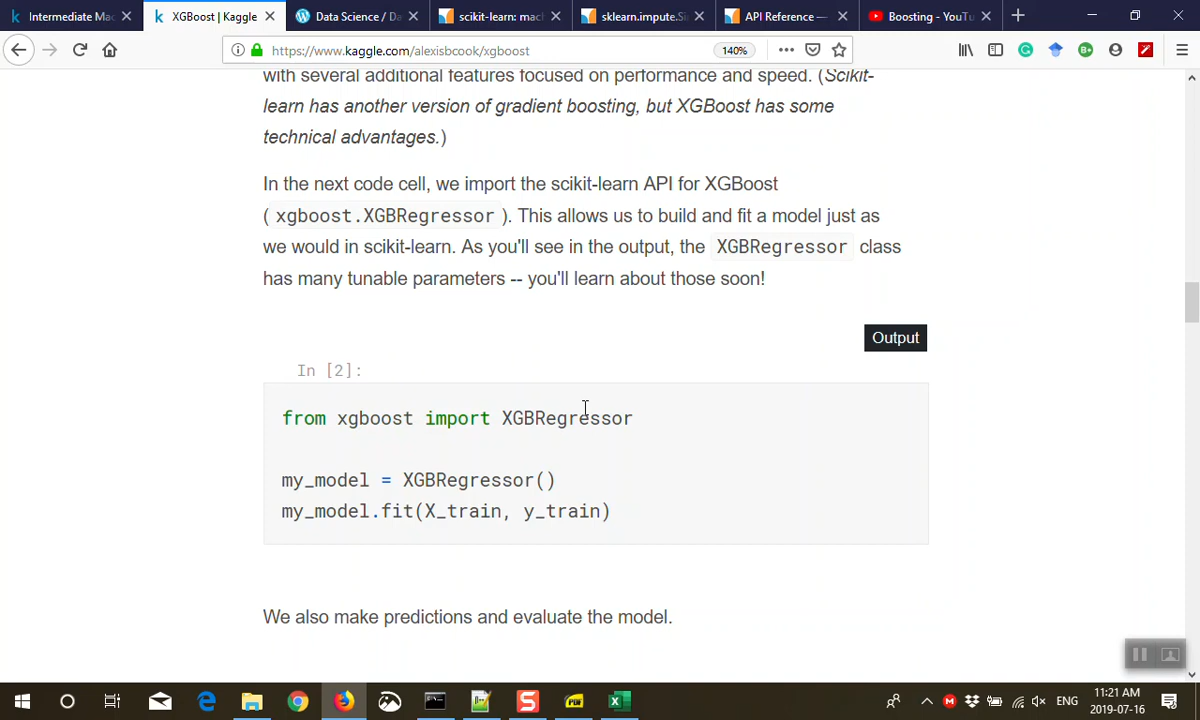 Intermediate Mac
XGBoost | Kaggle
Data Science / Da
scikit-learn: mach
sklearn.impute.Si
API Reference —
Boosting - YouTu
https://www.kaggle.com/alexisbcook/xgboost
140%
with several additional features focused on performance and speed. (Scikit-
learn has another version of gradient boosting, but XGBoost has some
technical advantages.)
In the next code cell, we import the scikit-learn API for XGBoost
( xgboost.XGBRegressor ). This allows us to build and fit a model just as
we would in scikit-learn. As you'll see in the output, the XGBRegressor class
has many tunable parameters -- you'll learn about those soon!
Output
In [2]:
from xgboost import XGBRegressor
my_model = XGBRegressor()
my_model.fit(X_train, y_train)
We also make predictions and evaluate the model.
ENG
11:21 AM
2019-07-16